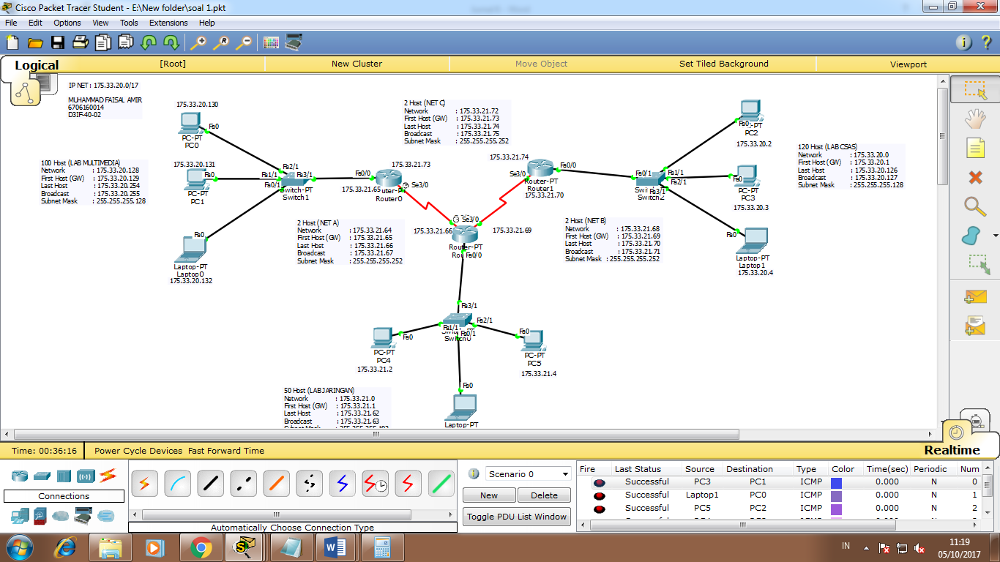 Cisco Packet Tracer Student - E:\New folder\soal 1.pkt
File Edit Options View Tools Extensions Help
Logical [Root] New Cluster Move Object Set Tiled Background Viewport
IP NET : 175.33.20.0/17
MUHAMMAD FAISAL AMIR
6706160014
D3IF-40-02
175.33.20.130
Fa0
PC-PT
PC0
100 Host (LAB MULTIMEDIA)
Network : 175.33.20.128
First Host (GW) : 175.33.20.129
Last Host : 175.33.20.254
Broadcast : 175.33.20.255
Subnet Mask : 255.255.255.128
175.33.20.131
Fa0
PC-PT
PC1
Fa0
Laptop-PT
Laptop0
175.33.20.132
Fa2/1
Fa1/1
Fa3/1
Fa0/1
Switch-PT
Switch1
2 Host (NET C)
Network : 175.33.21.72
First Host (GW) : 175.33.21.73
Last Host : 175.33.21.74
Broadcast : 175.33.21.75
Subnet Mask : 255.255.255.252
175.33.21.73
Fa0/0
Se3/0
175.33.21.65
Router0
2 Host (NET A)
Network : 175.33.21.64
First Host (GW) : 175.33.21.65
Last Host : 175.33.21.66
Broadcast : 175.33.21.67
Subnet Mask : 255.255.255.252
175.33.21.74
Fa0/0
Se3/0
Router-PT
Router1
175.33.21.70
Se3/0
175.33.21.66
175.33.21.69
Router-PT
Fa0/0
2 Host (NET B)
Network : 175.33.21.68
First Host (GW) : 175.33.21.69
Last Host : 175.33.21.70
Broadcast : 175.33.21.71
Subnet Mask : 255.255.255.252
Fa0/1
Fa1/1
Fa2/1
Fa3/1
Switch2
Fa0
PC2
175.33.20.2
Fa0
PC-PT
PC3
175.33.20.3
Fa0
Laptop-PT
Laptop1
175.33.20.4
120 Host (LAB CSAS)
Network : 175.33.20.0
First Host (GW) : 175.33.20.1
Last Host : 175.33.20.126
Broadcast : 175.33.20.127
Subnet Mask : 255.255.255.128
Fa3/1
Fa2/1
Fa1/1
Fa0/1
Switch0
Fa0
PC-PT
PC4
175.33.21.2
Fa0
PC-PT
PC5
175.33.21.4
Fa0
Laptop-PT
50 Host (LAB JARINGAN)
Network : 175.33.21.0
First Host (GW) : 175.33.21.1
Last Host : 175.33.21.62
Broadcast : 175.33.21.63
Time: 00:36:16 Power Cycle Devices Fast Forward Time Realtime
Connections
Automatically Choose Connection Type
Scenario 0
New Delete
Toggle PDU List Window
Fire Last Status Source Destination Type Color Time(sec) Periodic Num
Successful PC3 PC1 ICMP 0.000 N 0
Successful Laptop1 PC0 ICMP 0.000 N 1
Successful PC5 PC2 ICMP 0.000 N 2
IN
11:19
05/10/2017